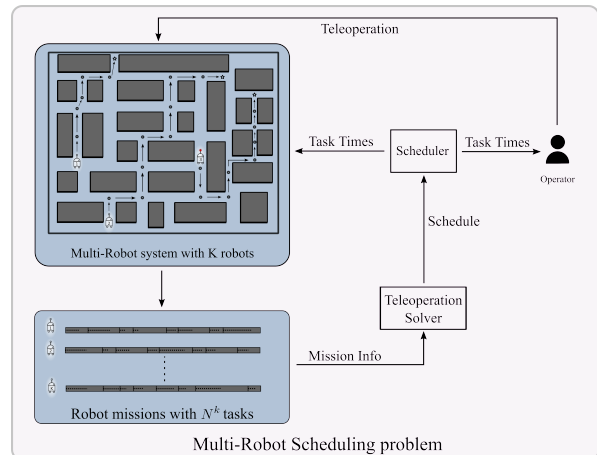 Teleoperation
Task Times
Scheduler
Task Times
Operator
Multi-Robot system with K robots
Schedule
Teleoperation
Solver
Mission Info
Robot missions with N^k tasks
Multi-Robot Scheduling problem